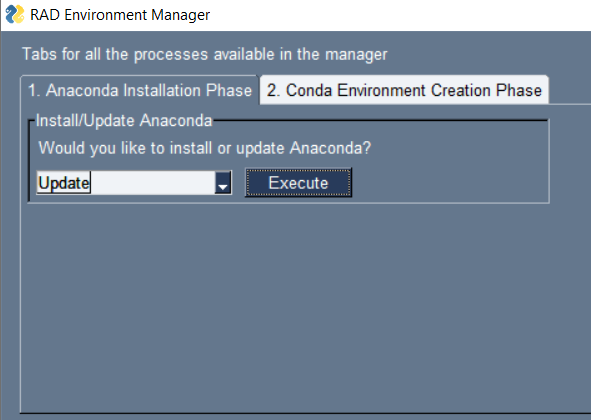 RAD Environment Manager
Tabs for all the processes available in the manager
1. Anaconda Installation Phase 2. Conda Environment Creation Phase
Install/Update Anaconda
Would you like to install or update Anaconda?
Update Execute